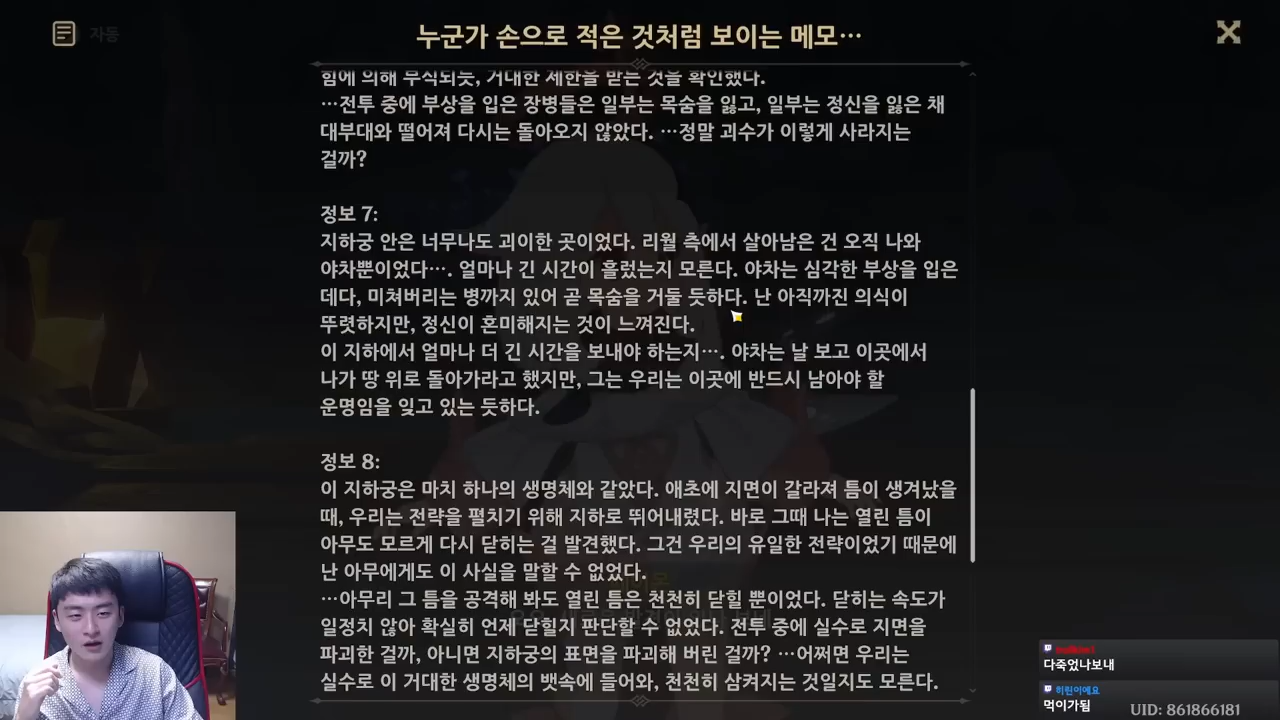 자동
누군가 손으로 적은 것처럼 보이는 메모…
힘에 의해 무식되듯, 거대한 제한을 받는 것을 확인했다.
…전투 중에 부상을 입은 장병들은 일부는 목숨을 잃고, 일부는 정신을 잃은 채
대부대와 떨어져 다시는 돌아오지 않았다. …정말 괴수가 이렇게 사라지는
걸까?
정보 7:
지하궁 안은 너무나도 괴이한 곳이었다. 리월 측에서 살아남은 건 오직 나와
야차뿐이었다…. 얼마나 긴 시간이 흘렀는지 모른다. 야차는 심각한 부상을 입은
데다, 미쳐버리는 병까지 있어 곧 목숨을 거둘 듯하다. 난 아직까진 의식이
뚜렷하지만, 정신이 혼미해지는 것이 느껴진다.
이 지하에서 얼마나 더 긴 시간을 보내야 하는지…. 야차는 날 보고 이곳에서
나가 땅 위로 돌아가라고 했지만, 그는 우리는 이곳에 반드시 남아야 할
운명임을 잊고 있는 듯하다.
정보 8:
이 지하궁은 마치 하나의 생명체와 같았다. 애초에 지면이 갈라져 틈이 생겨났을
때, 우리는 전략을 펼치기 위해 지하로 뛰어내렸다. 바로 그때 나는 열린 틈이
아무도 모르게 다시 닫히는 걸 발견했다. 그건 우리의 유일한 전략이었기 때문에
난 아무에게도 이 사실을 말할 수 없었다.
…아무리 그 틈을 공격해 봐도 열린 틈은 천천히 닫힐 뿐이었다. 닫히는 속도가
일정치 않아 확실히 언제 닫힐지 판단할 수 없었다. 전투 중에 실수로 지면을
파괴한 걸까, 아니면 지하궁의 표면을 파괴해 버린 걸까? …어쩌면 우리는
실수로 이 거대한 생명체의 뱃속에 들어와, 천천히 삼켜지는 것일지도 모른다.
다죽었나보내
히린이에요
먹이가됨
UID: 861866181